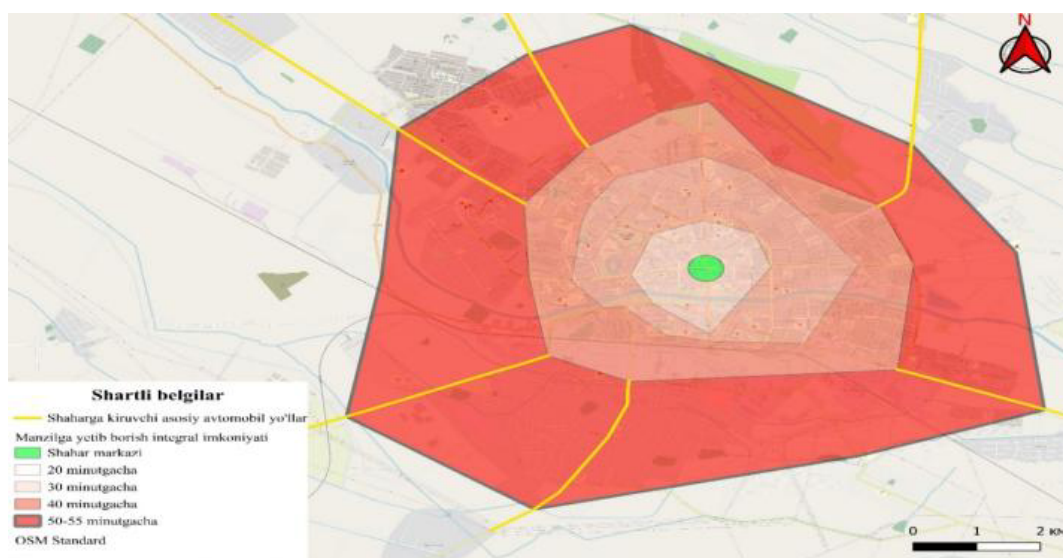 N
Shartli belgilar
Shaharga kiruvchi asosiy avtomobil yo'llar
Manzilga yetib borish integral imkoniyati
Shahar markazi
20 minutgacha
30 minutgacha
40 minutgacha
50-55 minutgacha
OSM Standard
0 1 2 км